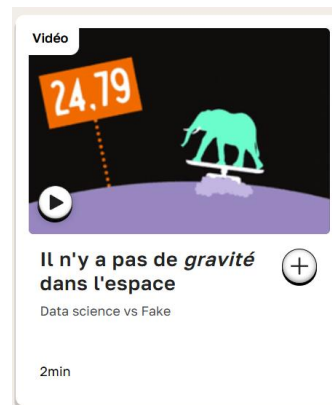 Vidéo
24,79
Il n'y a pas de gravité
dans l'espace
Data science vs Fake
2min